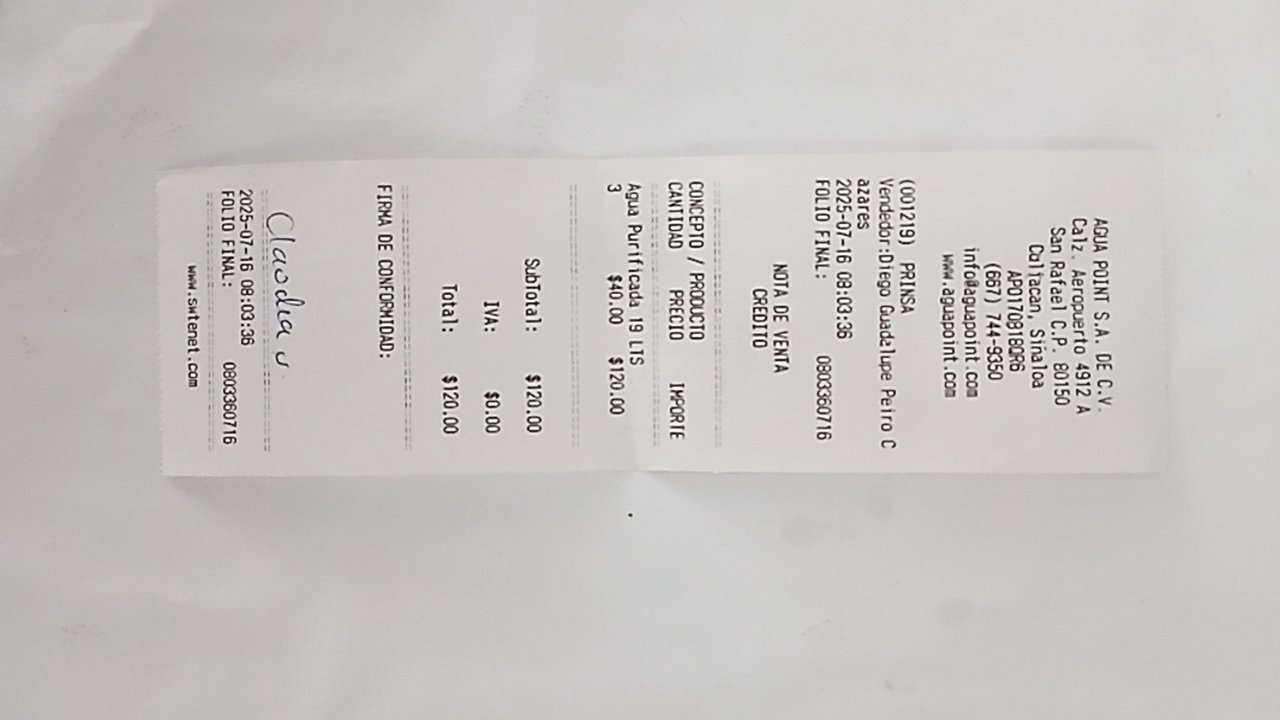 AGUA POINT S.A. DE C.V.
Calz. Aeropuerto 4912 A
San Rafael C.P. 80150
Culiacan, Sinaloa
APO170818QR6
(667) 744-9350
info@aguapoint.com
www.aguapoint.com
(001219) PRINSA
Vendedor:Diego Guadalupe Peiro C
azares
2025-07-16 08:03:36
FOLIO FINAL: 0803360716
NOTA DE VENTA
CREDITO
CONCEPTO / PRODUCTO
CANTIDAD PRECIO IMPORTE
Agua Purificada 19 LTS
3 $40.00 $120.00
SubTotal: $120.00
IVA: $0.00
Total: $120.00
FIRMA DE CONFORMIDAD:
Claodia v
2025-07-16 08:03:36
FOLIO FINAL: 0803360716
www.swtenet.com